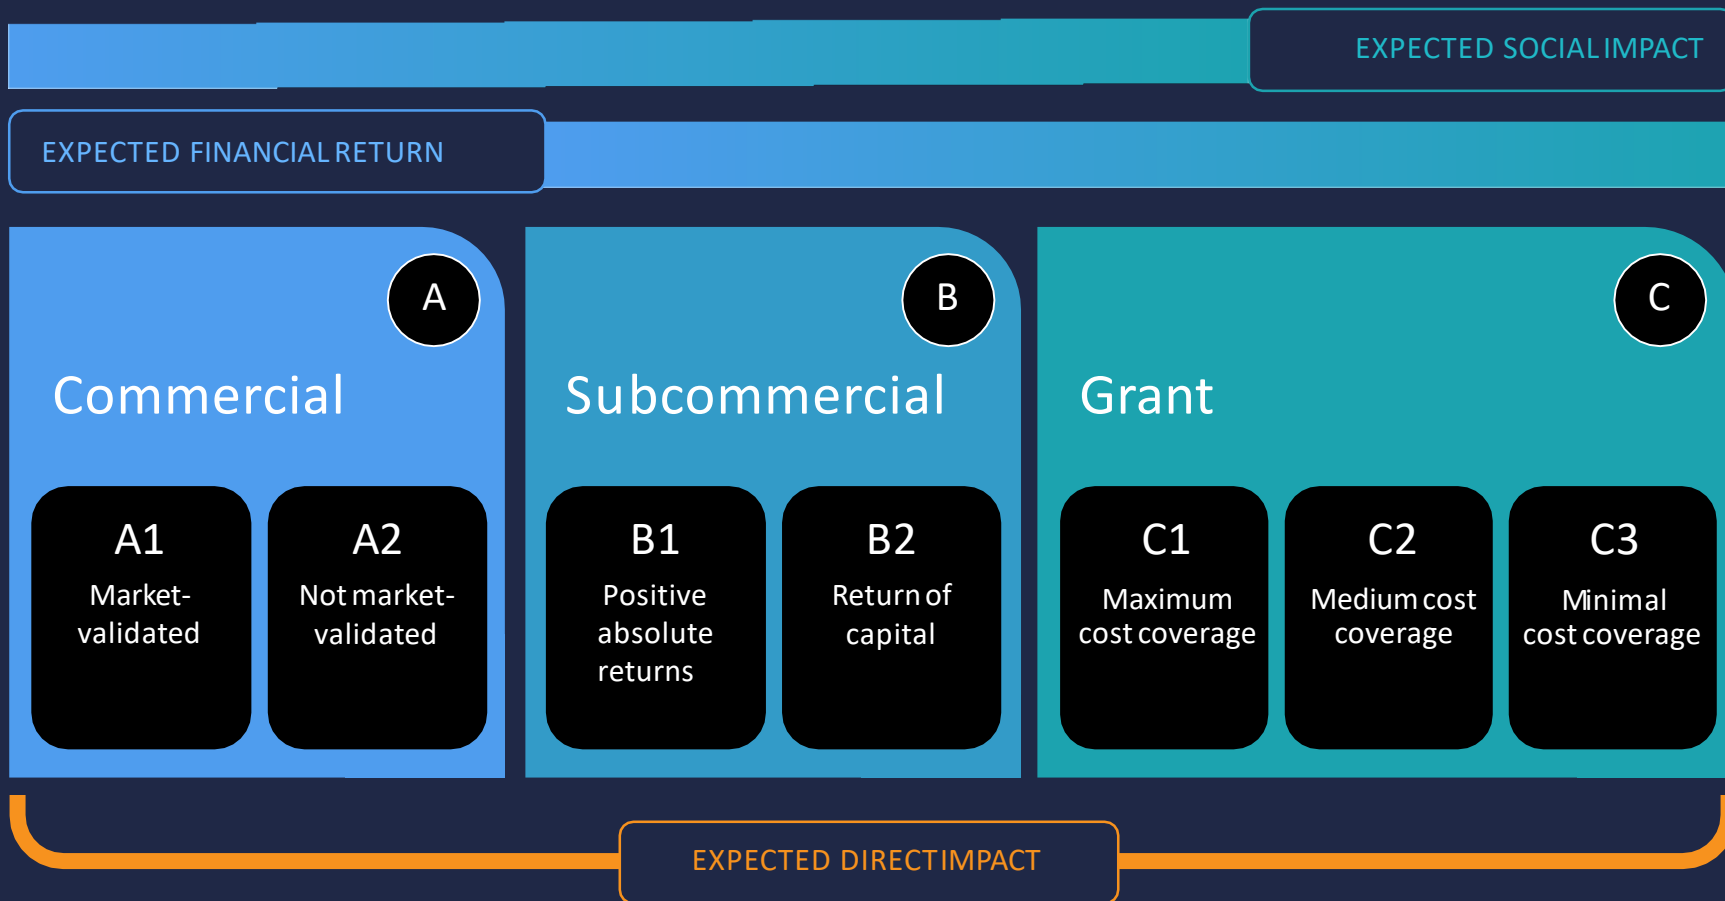 EXPECTED SOCIAL IMPACT
EXPECTED FINANCIAL RETURN
A
Commercial
A1
Market-
validated
A2
Not market-
validated
B
Subcommercial
B1
Positive
absolute
returns
B2
Return of
capital
C
Grant
C1
Maximum
cost coverage
C2
Medium cost
coverage
C3
Minimal
cost coverage
EXPECTED DIRECT IMPACT